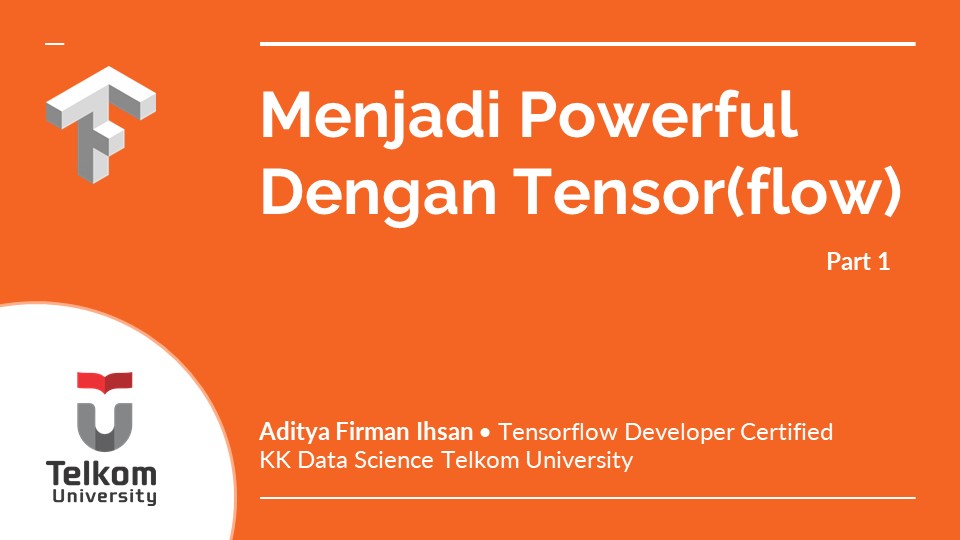 Menjadi Powerful
Dengan Tensor(flow)
Part 1
Aditya Firman Ihsan • Tensorflow Developer Certified
KK Data Science Telkom University
Telkom
University